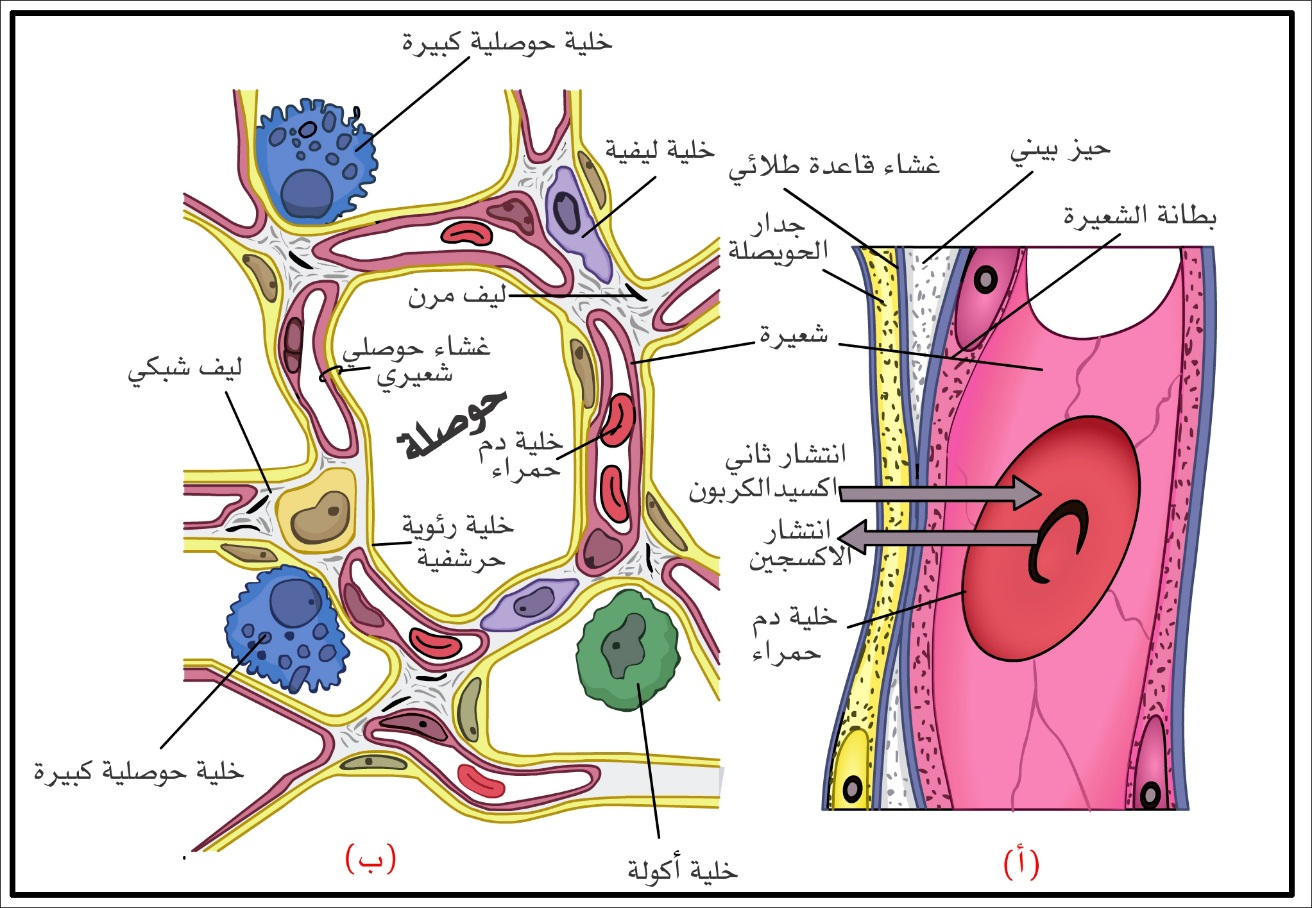 خلية حوصلية كبيرة
خلية ليفية
غشاء قاعدة طلائي
حيز بيني
بطانة الشعيرة
جدار
الحويصلة
ليف مرن
شعيرة
غشاء حوصلي
شعيري
ليف شبكي
حوصلة
خلية دم
حمراء
انتشار ثاني
اكسيدالكربون
انتشار
الاكسجين
خلية رئوية
حرشفية
خلية دم
حمراء
خلية حوصلية كبيرة
خلية أكولة
(أ)
(ب)